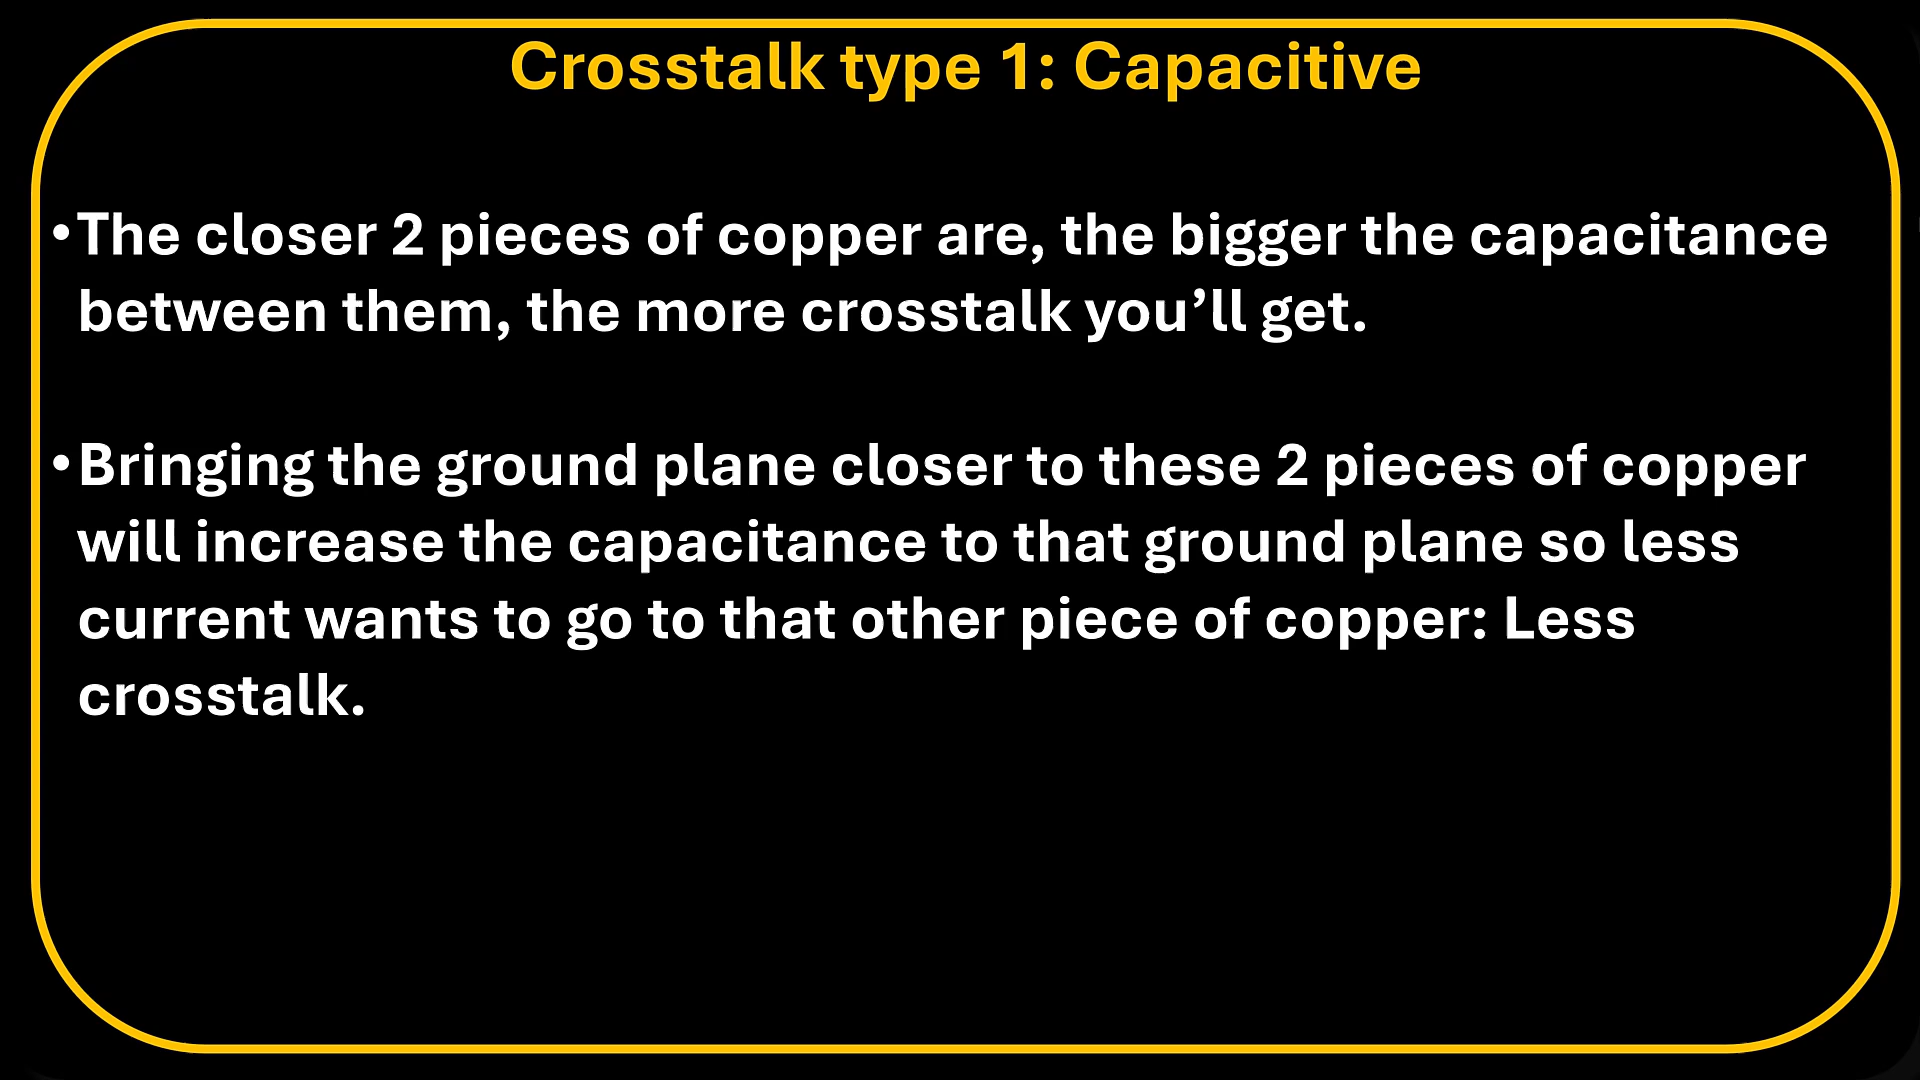 Crosstalk type 1: Capacitive
•The closer 2 pieces of copper are, the bigger the capacitance
between them, the more crosstalk you’ll get.
•Bringing the ground plane closer to these 2 pieces of copper
will increase the capacitance to that ground plane so less
current wants to go to that other piece of copper: Less
crosstalk.